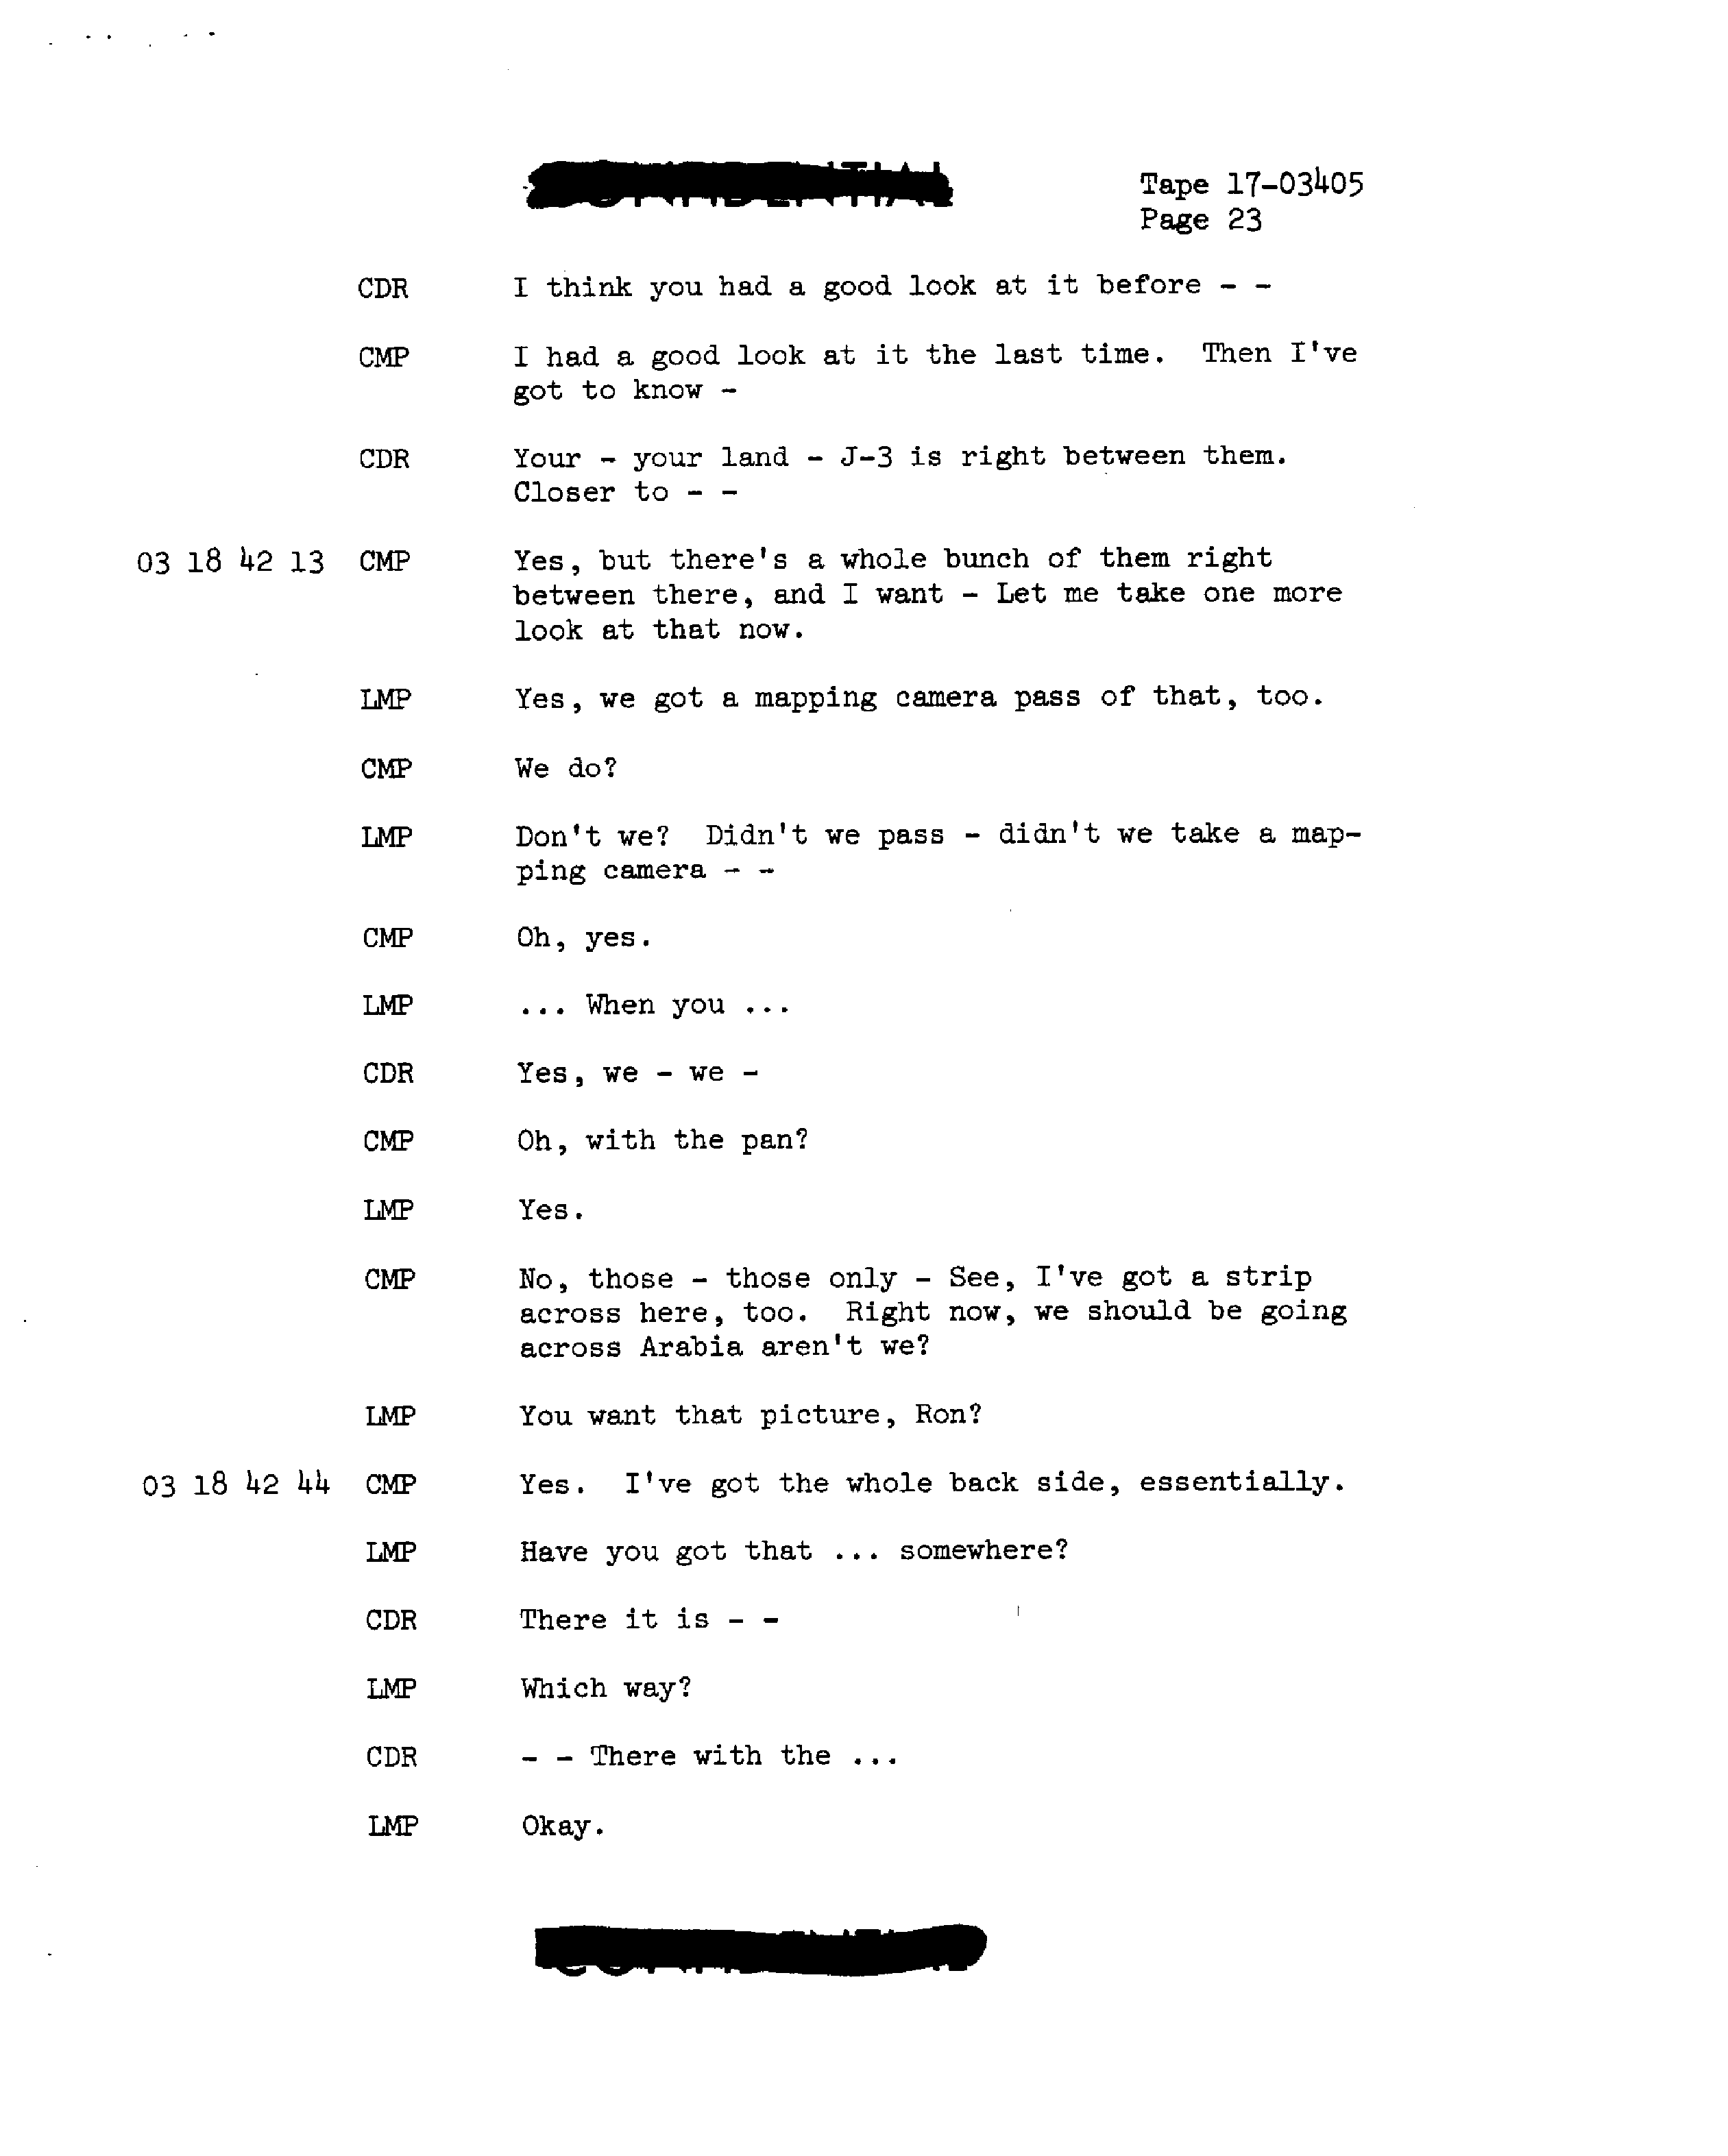 Tape 17-03405
Page 23
CDR I think you had a good look at it before - -
CMP I had a good look at it the last time. Then I've
got to know -
CDR Your - your land - J-3 is right between them.
Closer to - -
03 18 42 13 CMP Yes, but there's a whole bunch of them right
between there, and I want - Let me take one more
look at that now.
LMP Yes, we got a mapping camera pass of that, too.
CMP We do?
LMP Don't we? Didn't we pass - didn't we take a map-
ping camera - -
CMP Oh, yes.
LMP ... When you ...
CDR Yes, we - we -
CMP Oh, with the pan?
LMP Yes.
CMP No, those - those only - See, I've got a strip
across here, too. Right now, we should be going
across Arabia aren't we?
LMP You want that picture, Ron?
03 18 42 44 CMP Yes. I've got the whole back side, essentially.
LMP Have you got that ... somewhere?
CDR There it is - -
LMP Which way?
CDR - - There with the ...
LMP Okay.